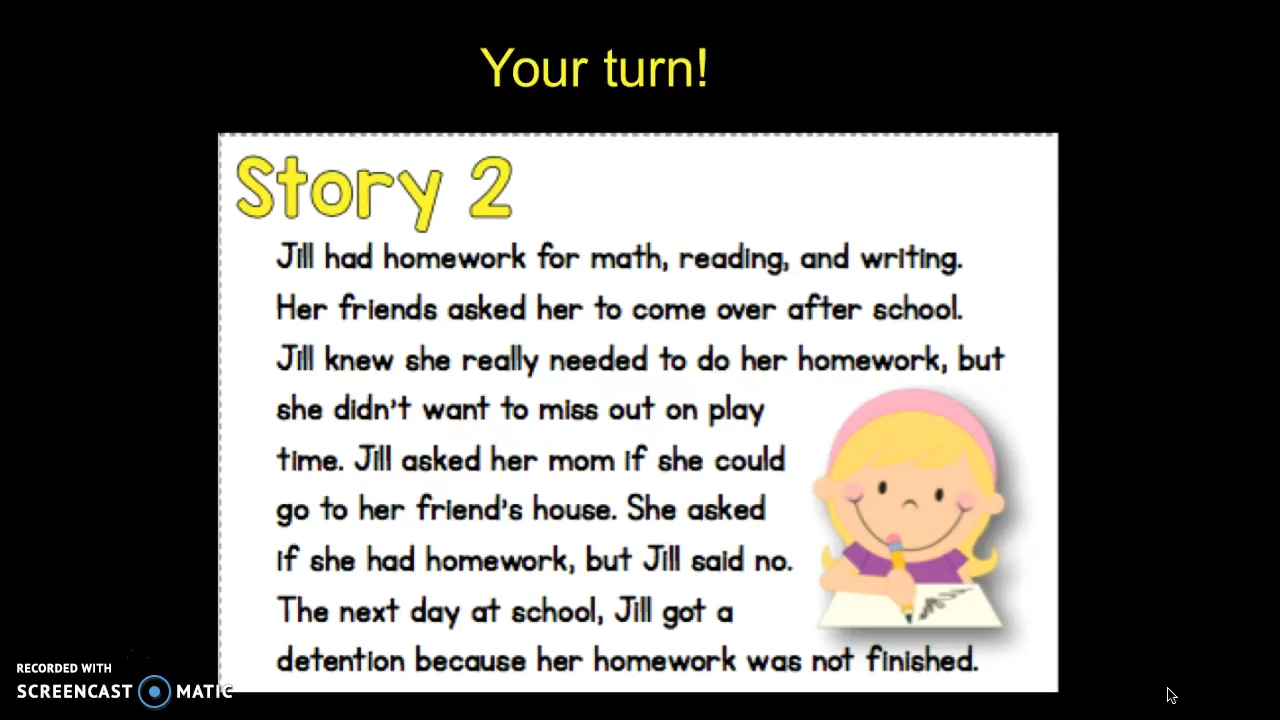 Your turn!
Story 2
Jill had homework for math, reading, and writing.
Her friends asked her to come over after school.
Jill knew she really needed to do her homework, but
she didn't want to miss out on play
time. Jill asked her mom if she could
go to her friend's house. She asked
if she had homework, but Jill said no.
The next day at school, Jill got a
detention because her homework was not finished.
RECORDED WITH
SCREENCAST MATIC